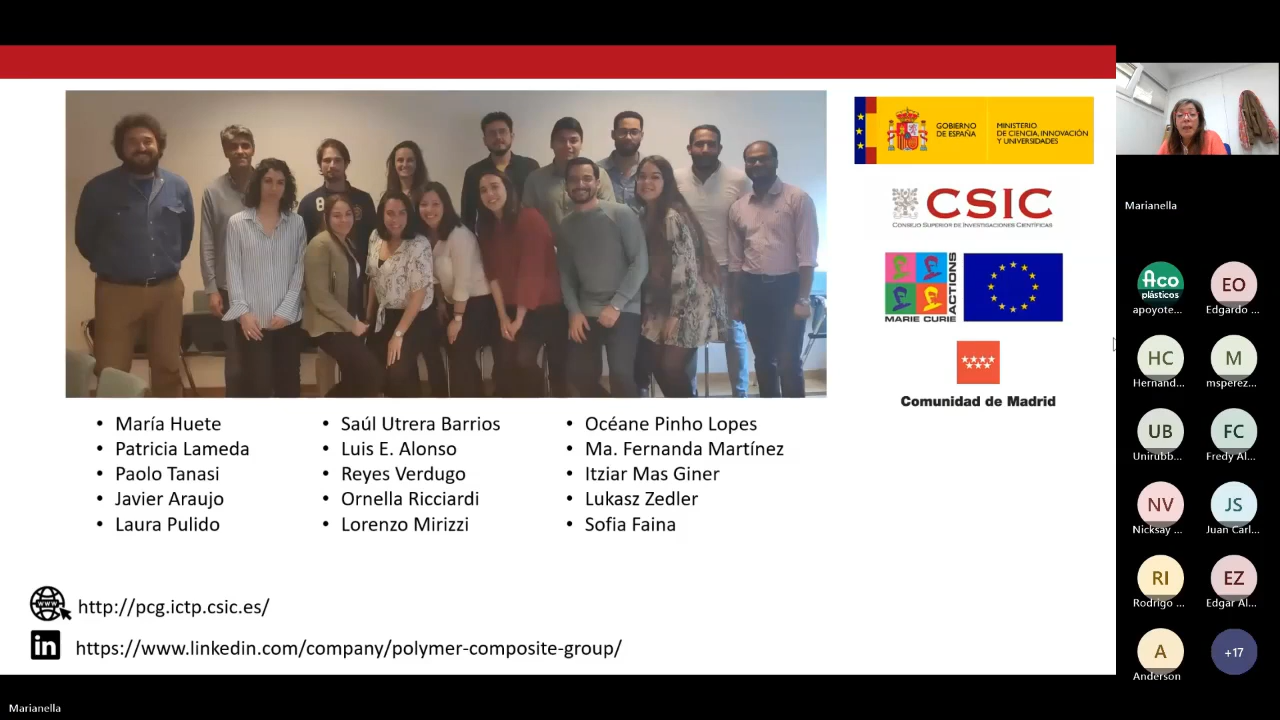 GOBIERNO
DE ESPAÑA
MINISTERIO
DE CIENCIA, INNOVACIÓN
Y UNIVERSIDADES
CSIC
CONSEJO SUPERIOR DE INVESTIGACIONES CIENTÍFICAS
MARIE CURIE
ACTIONS
Comunidad de Madrid
8
• María Huete
• Patricia Lameda
• Paolo Tanasi
• Javier Araujo
• Laura Pulido
• Saúl Utrera Barrios
• Luis E. Alonso
• Reyes Verdugo
• Ornella Ricciardi
• Lorenzo Mirizzi
• Océane Pinho Lopes
• Ma. Fernanda Martínez
• Itziar Mas Giner
• Lukasz Zedler
• Sofia Faina
WWW
http://pcg.ictp.csic.es/
in
https://www.linkedin.com/company/polymer-composite-group/
Marianella
Aco
plásticos
apoyote...
EO
Edgardo ...
HC
Hernand...
M
msperez...
UB
Unirubb...
FC
Fredy Al...
NV
Nicksay ...
JS
Juan Carl...
RI
Rodrigo ...
EZ
Edgar Al...
A
Anderson
+17
Marianella